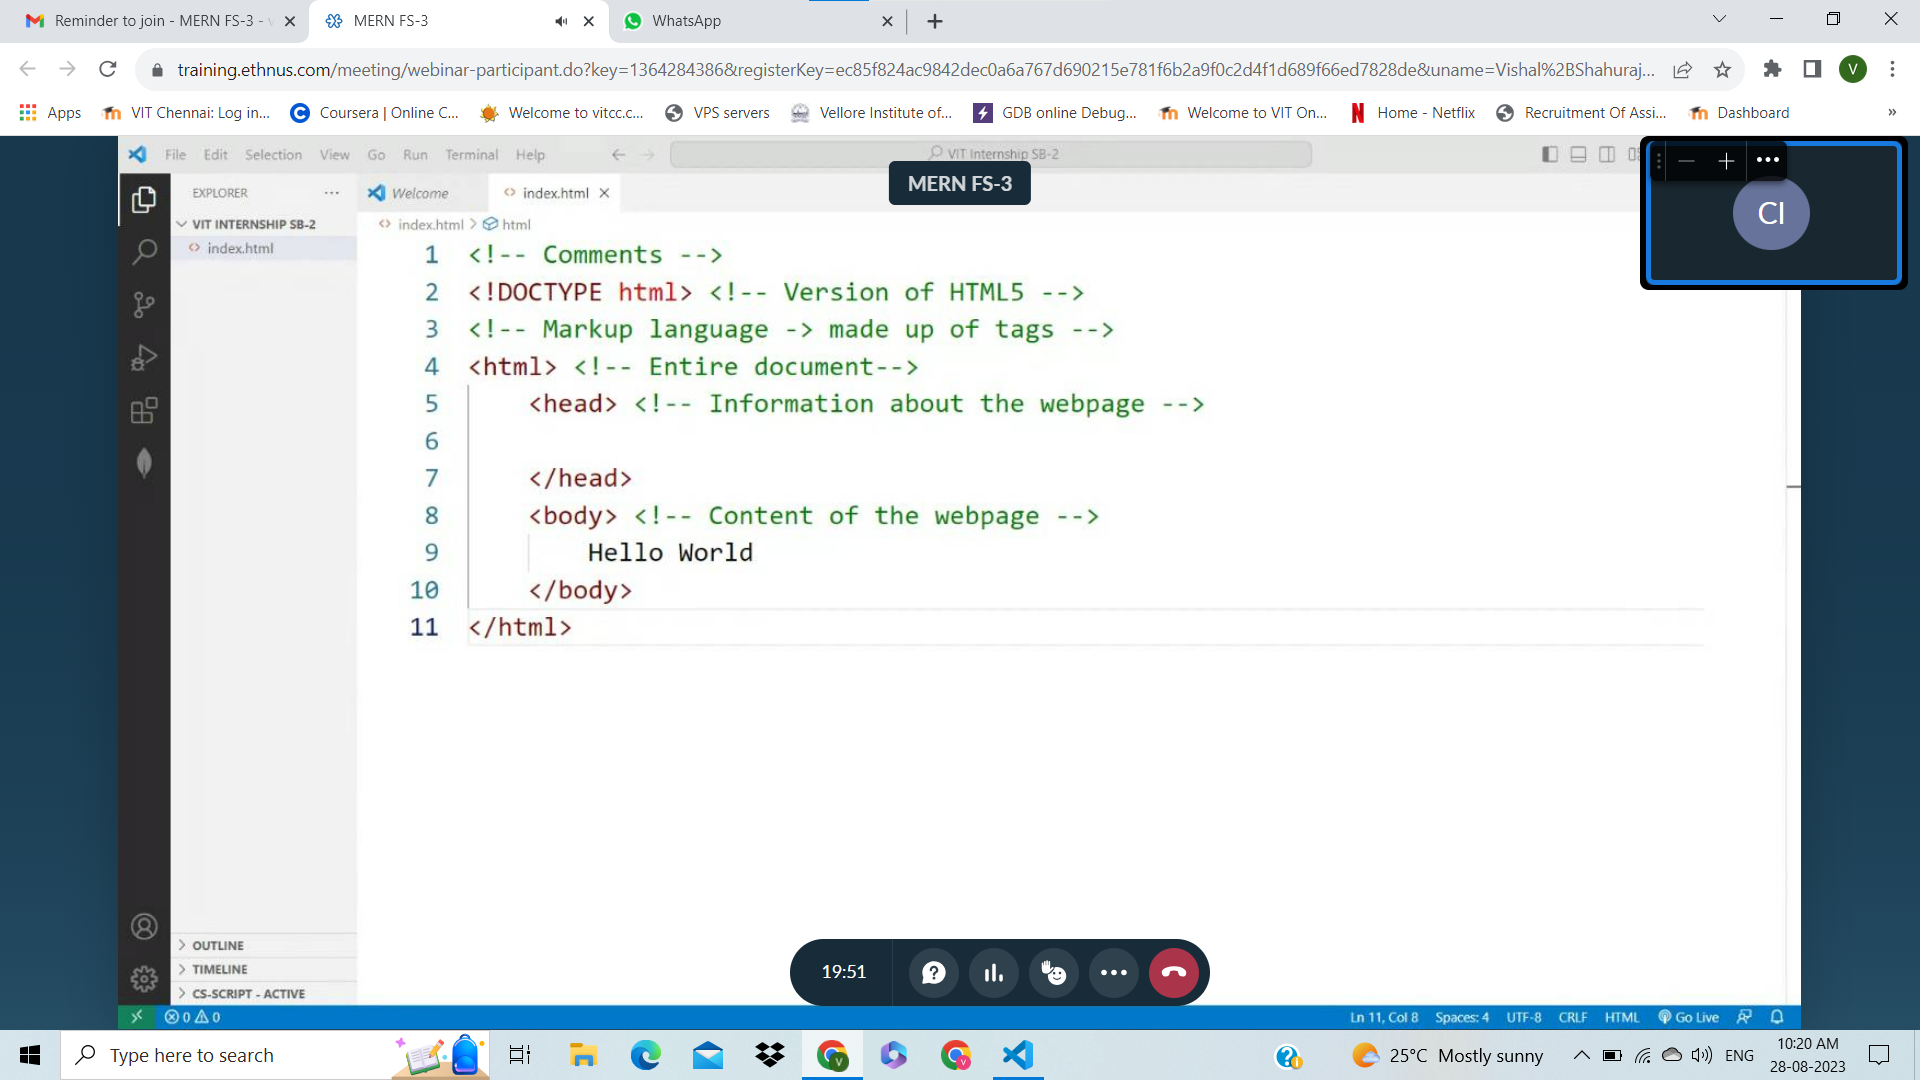 Reminder to join - MERN FS-3 -
MERN FS-3
WhatsApp
training.ethnus.com/meeting/webinar-participant.do?key=1364284386&registerKey=ec85f824ac9842dec0a6a767d690215e781f6b2a9f0c2d4f1d689f66ed7828de&uname=Vishal%2BShahuraj...
V
Apps
VIT Chennai: Log in...
Coursera | Online C...
Welcome to vitcc.c...
VPS servers
Vellore Institute of...
GDB online Debug...
Welcome to VIT On...
Home - Netflix
Recruitment Of Assi...
Dashboard
»
File Edit Selection View Go Run Terminal Help
VIT Internship SB-2
MERN FS-3
CI
EXPLORER
VIT INTERNSHIP SB-2
index.html
Welcome
index.html
index.html > html
1 <!-- Comments -->
2 <!DOCTYPE html> <!-- Version of HTML5 -->
3 <!-- Markup language -> made up of tags -->
4 <html> <!-- Entire document-->
5 <head> <!-- Information about the webpage -->
6
7 </head>
8 <body> <!-- Content of the webpage -->
9 Hello World
10 </body>
11 </html>
OUTLINE
TIMELINE
CS-SCRIPT - ACTIVE
19:51
0 0
Ln 11, Col 8 Spaces: 4 UTF-8 CRLF HTML Go Live
Type here to search
25°C Mostly sunny
ENG
10:20 AM
28-08-2023